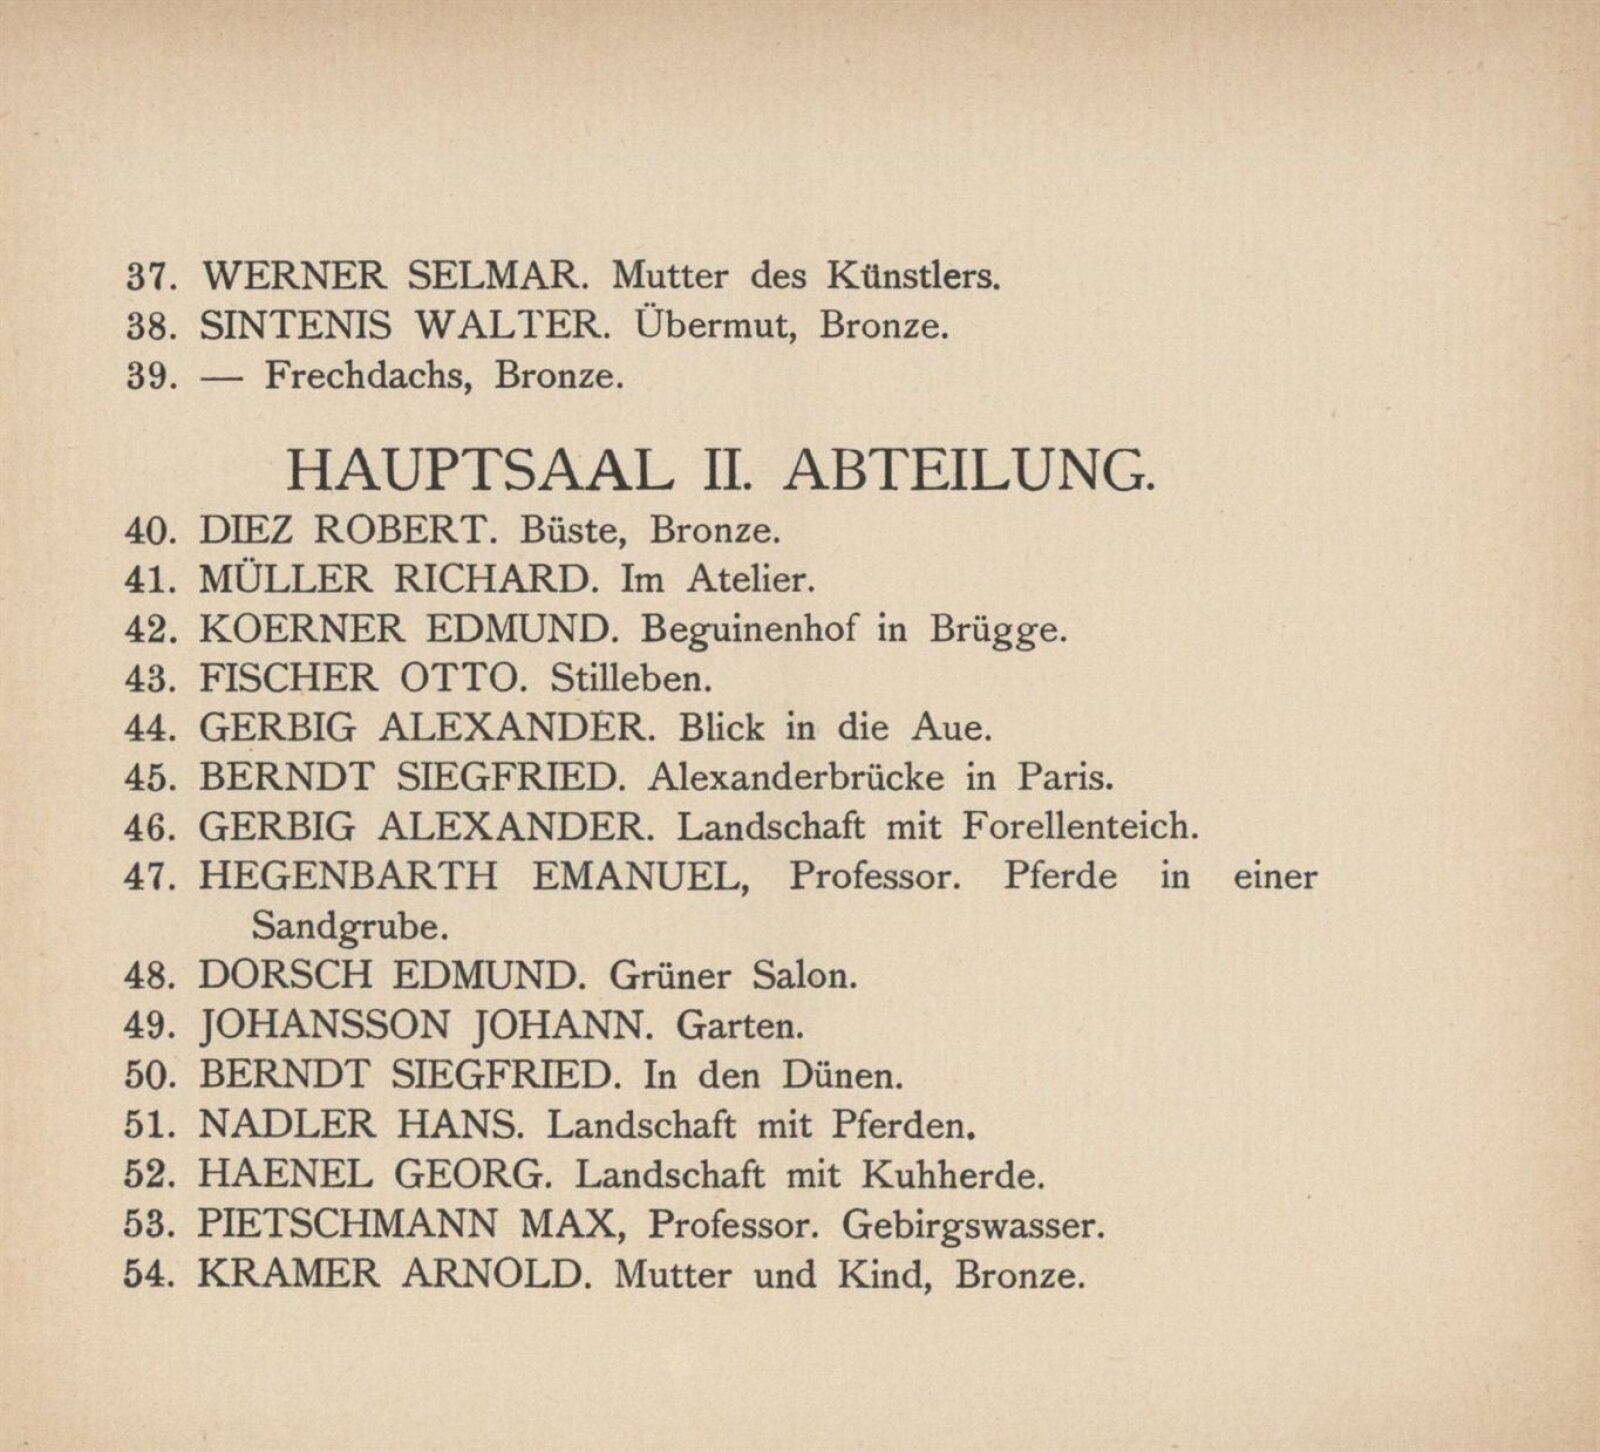 37. WERNER SELMAR. Mutter des Künstlers.
38. SINTENIS WALTER. Übermut, Bronze.
39. — Frechdachs, Bronze.
HAUPTSAAL II. ABTEILUNG.
40. DIEZ ROBERT. Büste, Bronze.
41. MÜLLER RICHARD. Im Atelier.
42. KOERNER EDMUND. Beguinenhof in Brügge.
43. FISCHER OTTO. Stilleben.
44. GERBIG ALEXANDER. Blick in die Aue.
45. BERNDT SIEGFRIED. Alexanderbrücke in Paris.
46. GERBIG ALEXANDER. Landschaft mit Forellenteich.
47. HEGENBARTH EMANUEL, Professor. Pferde in einer
Sandgrube.
48. DORSCH EDMUND. Grüner Salon.
49. JOHANSSON JOHANN. Garten.
50. BERNDT SIEGFRIED. In den Dünen.
51. NADLER HANS. Landschaft mit Pferden.
52. HAENEL GEORG. Landschaft mit Kuhherde.
53. PIETSCHMANN MAX, Professor. Gebirgswasser.
54. KRAMER ARNOLD. Mutter und Kind, Bronze.